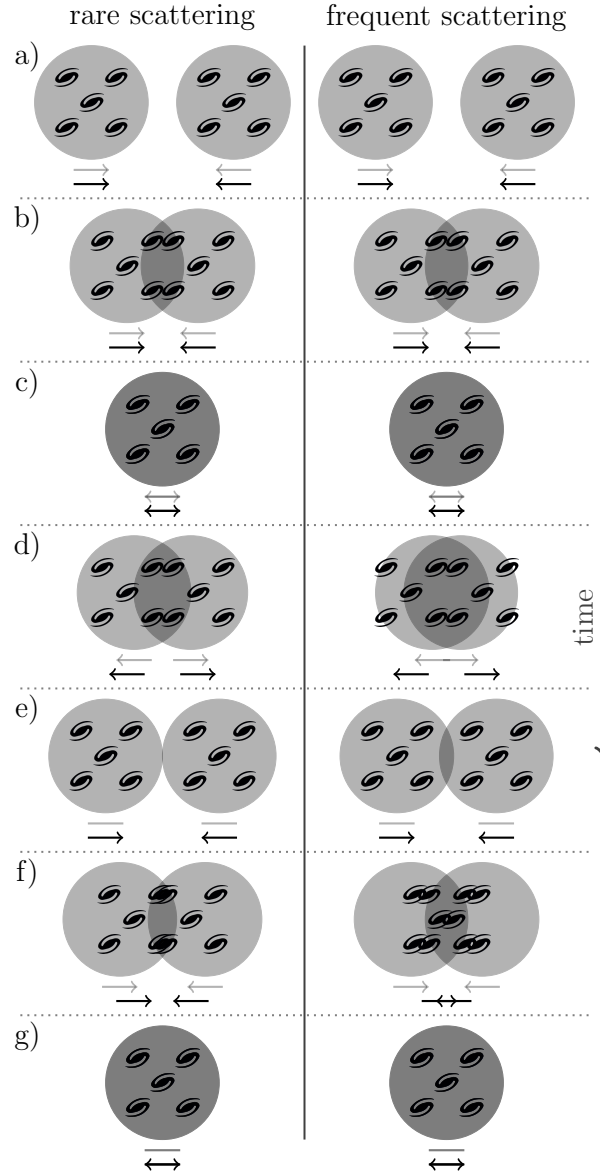 rare scattering
frequent scattering
a)
b)
c)
d)
time
e)
f)
g)